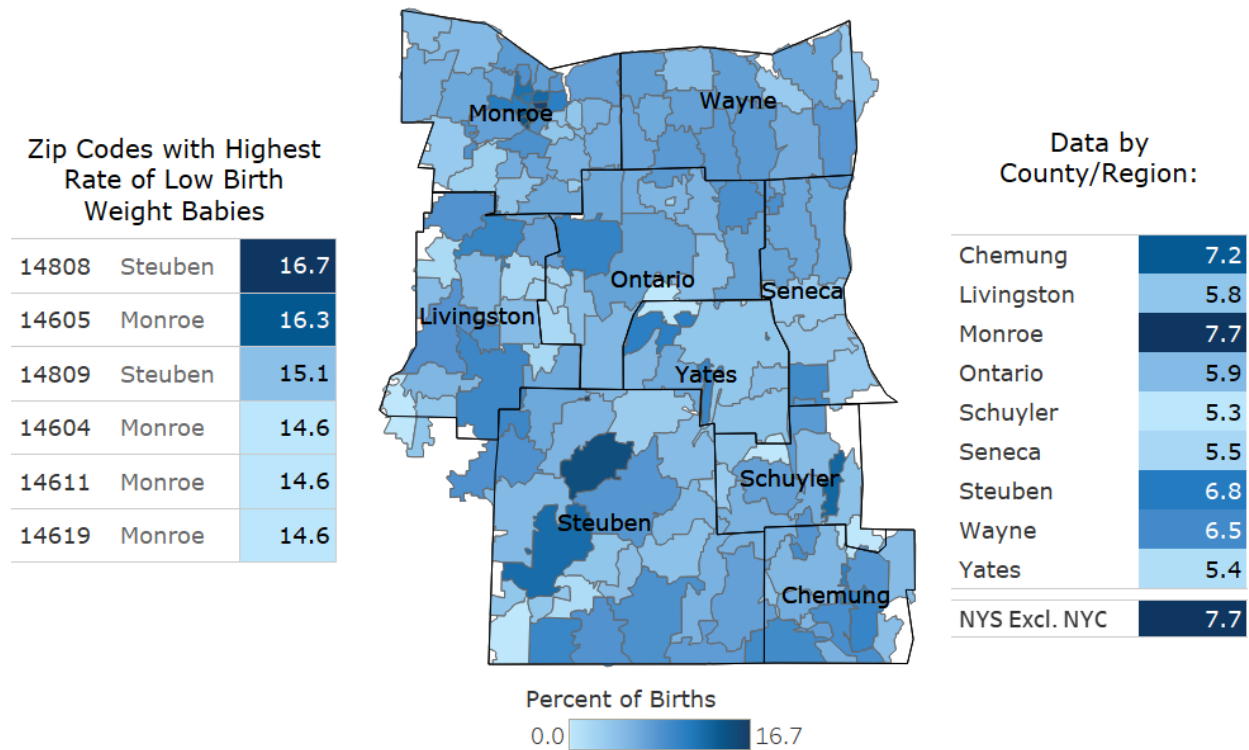 Zip Codes with Highest
Rate of Low Birth
Weight Babies
14808 Steuben 16.7
14605 Monroe 16.3
14809 Steuben 15.1
14604 Monroe 14.6
14611 Monroe 14.6
14619 Monroe 14.6
Monroe
Wayne
Ontario
Seneca
Livingston
Yates
Schuyler
Steuben
Chemung
Percent of Births
0.0 16.7
Data by
County/Region:
Chemung 7.2
Livingston 5.8
Monroe 7.7
Ontario 5.9
Schuyler 5.3
Seneca 5.5
Steuben 6.8
Wayne 6.5
Yates 5.4
NYS Excl. NYC 7.7